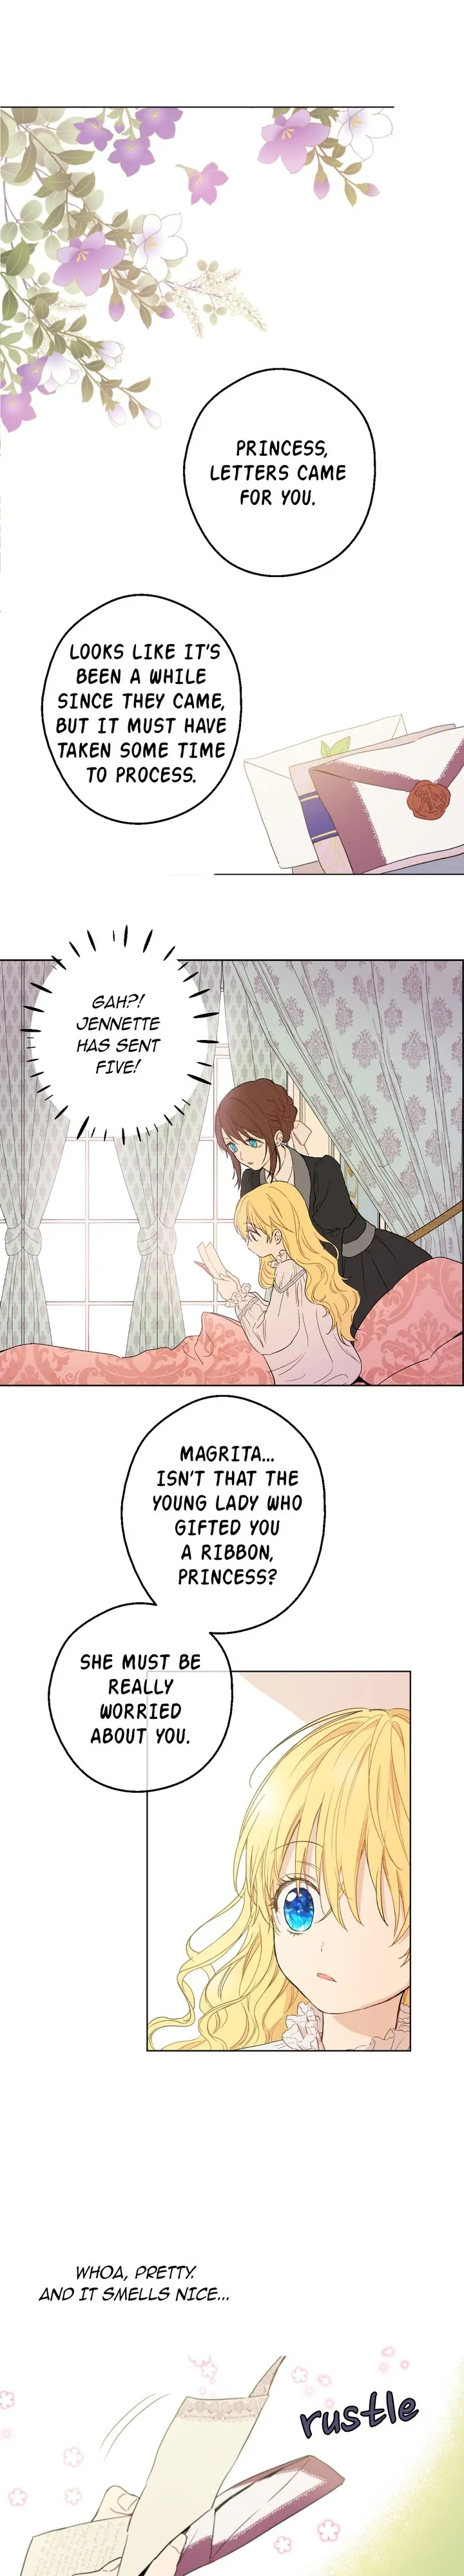 PRINCESS,
LETTERS CAME
FOR YOU.
LOOKS LIKE IT'S
BEEN A WHILE
SINCE THEY CAME,
BUT IT MUST HAVE
TAKEN SOME TIME
TO PROCESS.
GAH?!
JENNETTE
HAS SENT
FIVE!
MAGRITA...
ISN'T THAT THE
YOUNG LADY WHO
GIFTED YOU
A RIBBON,
PRINCESS?
SHE MUST BE
REALLY
WORRIED
ABOUT YOU.
WHOA, PRETTY.
AND IT SMELLS NICE...
rustle